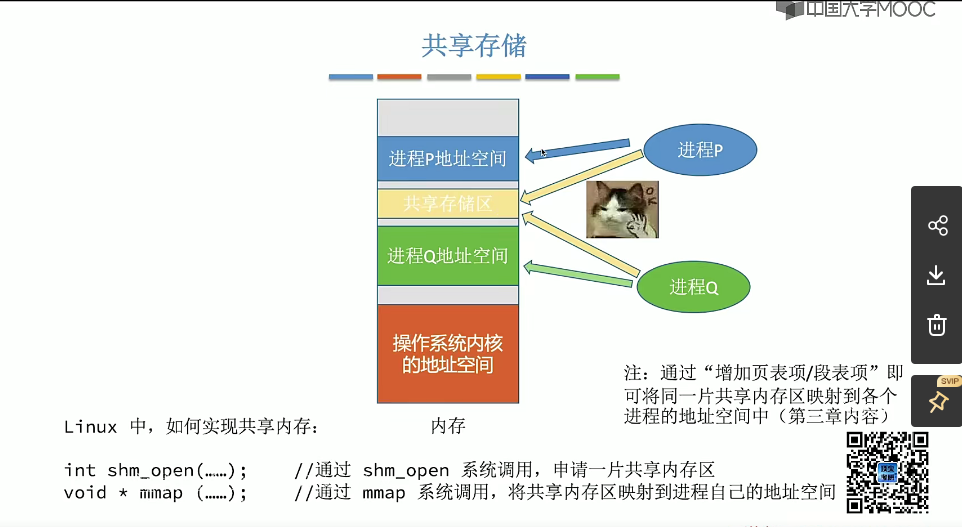 中国大学MOOC
共享存储
进程P地址空间
进程P
共享存储区
O
K
进程Q地址空间
进程Q
操作系统内核
的地址空间
SVIP
注：通过“增加页表项/段表项”即
可将同一片共享内存区映射到各个
进程的地址空间中（第三章内容）
Linux 中，如何实现共享内存：
内存
int shm_open(……); //通过 shm_open 系统调用，申请一片共享内存区
void * mmap (……); //通过 mmap 系统调用，将共享内存区映射到进程自己的地址空间